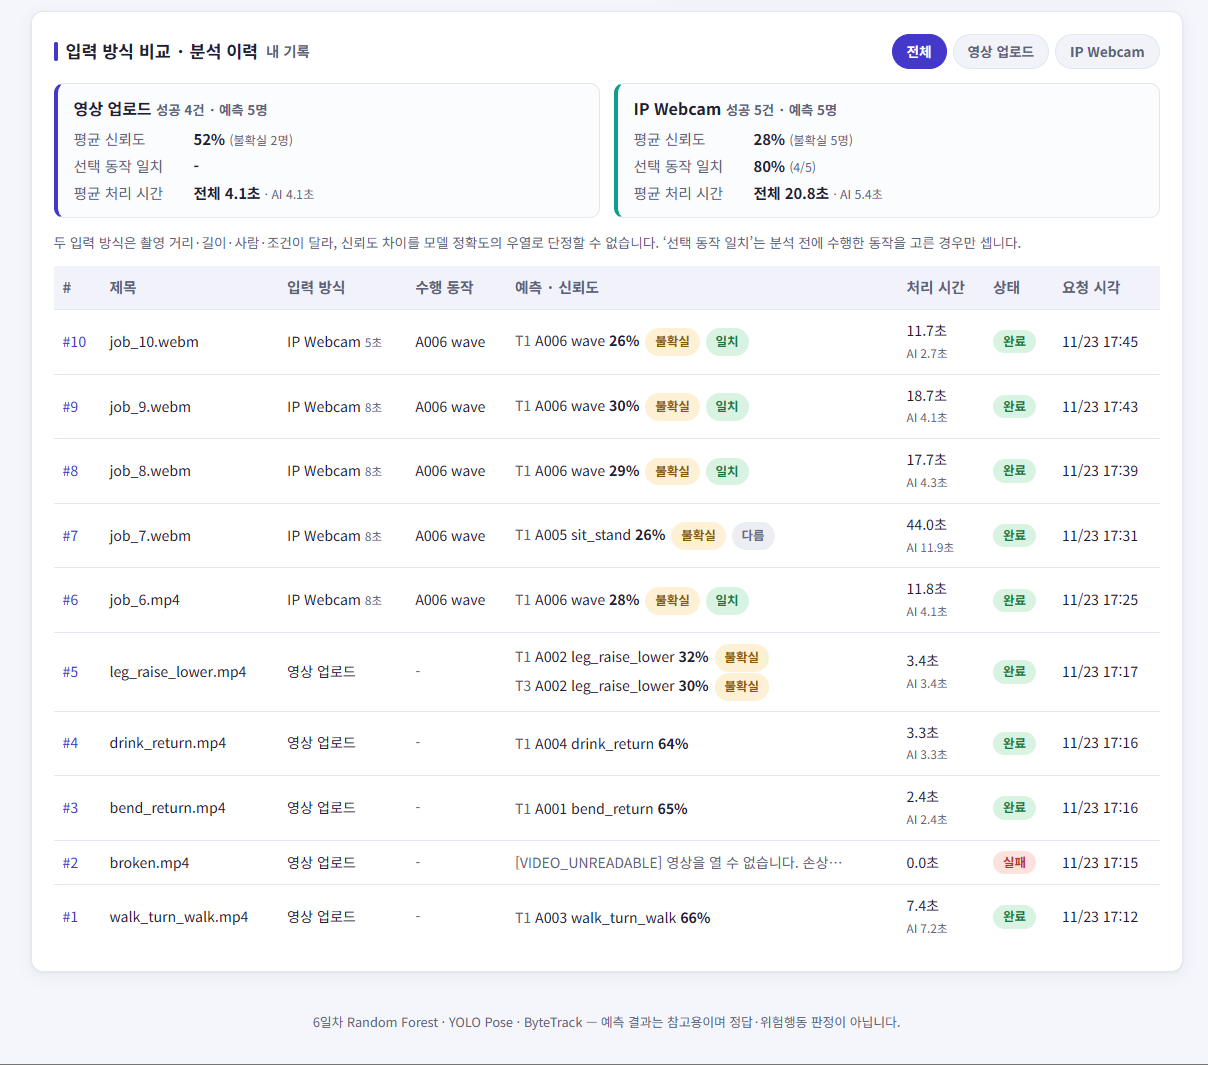 입력 방식 비교 · 분석 이력 내 기록
전체 영상 업로드 IP Webcam
영상 업로드 성공 4건 · 예측 5명
평균 신뢰도 52% (불확실 2명)
선택 동작 일치 -
평균 처리 시간 전체 4.1초 · AI 4.1초
IP Webcam 성공 5건 · 예측 5명
평균 신뢰도 28% (불확실 5명)
선택 동작 일치 80% (4/5)
평균 처리 시간 전체 20.8초 · AI 5.4초
두 입력 방식은 촬영 거리·길이·사람·조건이 달라, 신뢰도 차이를 모델 정확도의 우열로 단정할 수 없습니다. ‘선택 동작 일치’는 분석 전에 수행한 동작을 고른 경우만 셉니다.
# 제목 입력 방식 수행 동작 예측 · 신뢰도 처리 시간 상태 요청 시각
#10 job_10.webm IP Webcam 5초 A006 wave T1 A006 wave 26% 불확실 일치 11.7초 AI 2.7초 완료 11/23 17:45
#9 job_9.webm IP Webcam 8초 A006 wave T1 A006 wave 30% 불확실 일치 18.7초 AI 4.1초 완료 11/23 17:43
#8 job_8.webm IP Webcam 8초 A006 wave T1 A006 wave 29% 불확실 일치 17.7초 AI 4.3초 완료 11/23 17:39
#7 job_7.webm IP Webcam 8초 A006 wave T1 A005 sit_stand 26% 불확실 다름 44.0초 AI 11.9초 완료 11/23 17:31
#6 job_6.mp4 IP Webcam 8초 A006 wave T1 A006 wave 28% 불확실 일치 11.8초 AI 4.1초 완료 11/23 17:25
#5 leg_raise_lower.mp4 영상 업로드 - T1 A002 leg_raise_lower 32% 불확실 T3 A002 leg_raise_lower 30% 불확실 3.4초 AI 3.4초 완료 11/23 17:17
#4 drink_return.mp4 영상 업로드 - T1 A004 drink_return 64% 3.3초 AI 3.3초 완료 11/23 17:16
#3 bend_return.mp4 영상 업로드 - T1 A001 bend_return 65% 2.4초 AI 2.4초 완료 11/23 17:16
#2 broken.mp4 영상 업로드 - [VIDEO_UNREADABLE] 영상을 열 수 없습니다. 손상… 0.0초 실패 11/23 17:15
#1 walk_turn_walk.mp4 영상 업로드 - T1 A003 walk_turn_walk 66% 7.4초 AI 7.2초 완료 11/23 17:12
6일차 Random Forest · YOLO Pose · ByteTrack — 예측 결과는 참고용이며 정답·위험행동 판정이 아닙니다.